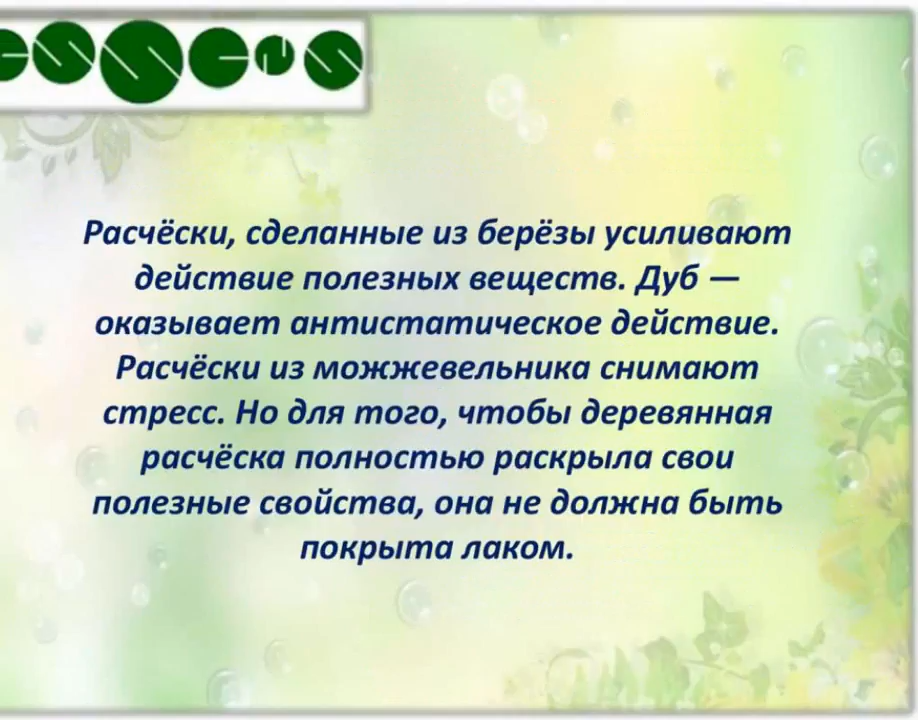 Расчёски, сделанные из берёзы усиливают
действие полезных веществ. Дуб —
оказывает антистатическое действие.
Расчёски из можжевельника снимают
стресс. Но для того, чтобы деревянная
расчёска полностью раскрыла свои
полезные свойства, она не должна быть
покрыта лаком.